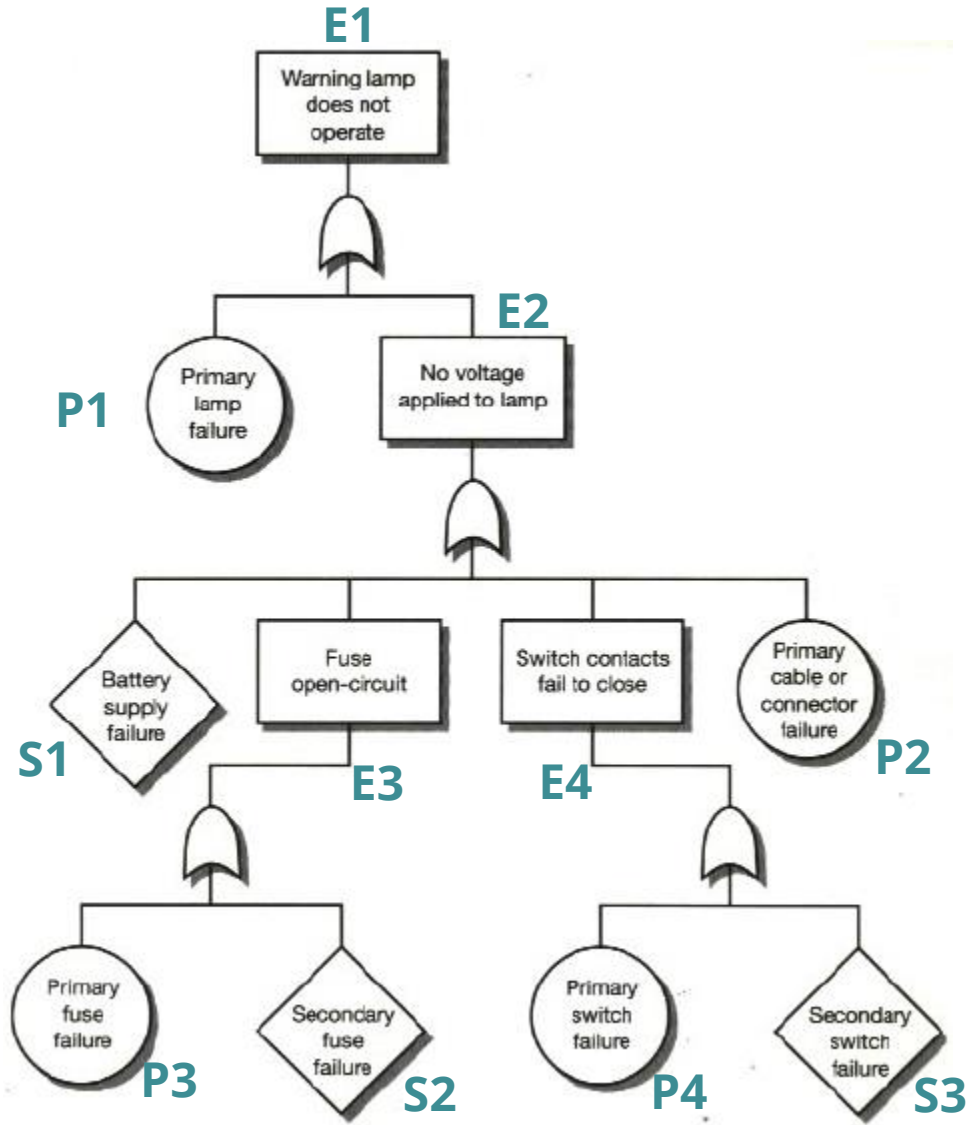 E1
Warning lamp
does not
operate
E2
P1
Primary
lamp
failure
No voltage
applied to lamp
S1
Battery
supply
failure
Fuse
open-circuit
E3
Switch contacts
fail to close
E4
Primary
cable or
connector
failure
P2
Primary
fuse
failure
P3
Secondary
fuse
failure
S2
Primary
switch
failure
P4
Secondary
switch
failure
S3